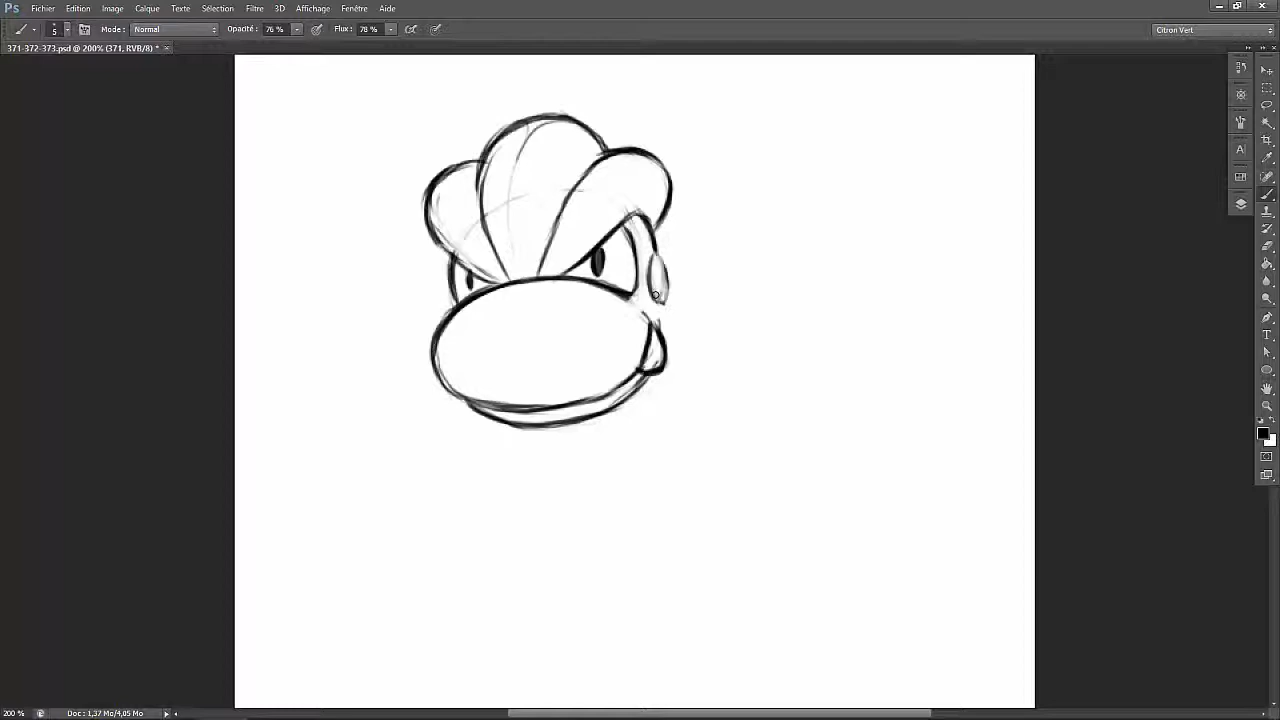 Ps Fichier Edition Image Calque Texte Sélection Filtre 3D Affichage Fenêtre Aide
5 Mode : Normal Opacité : 76 % Flux : 78 % Citron Vert
371-372-373.psd @ 200% (371, RVB/8) * ×
200 % Doc : 1,37 Mo/4,05 Mo